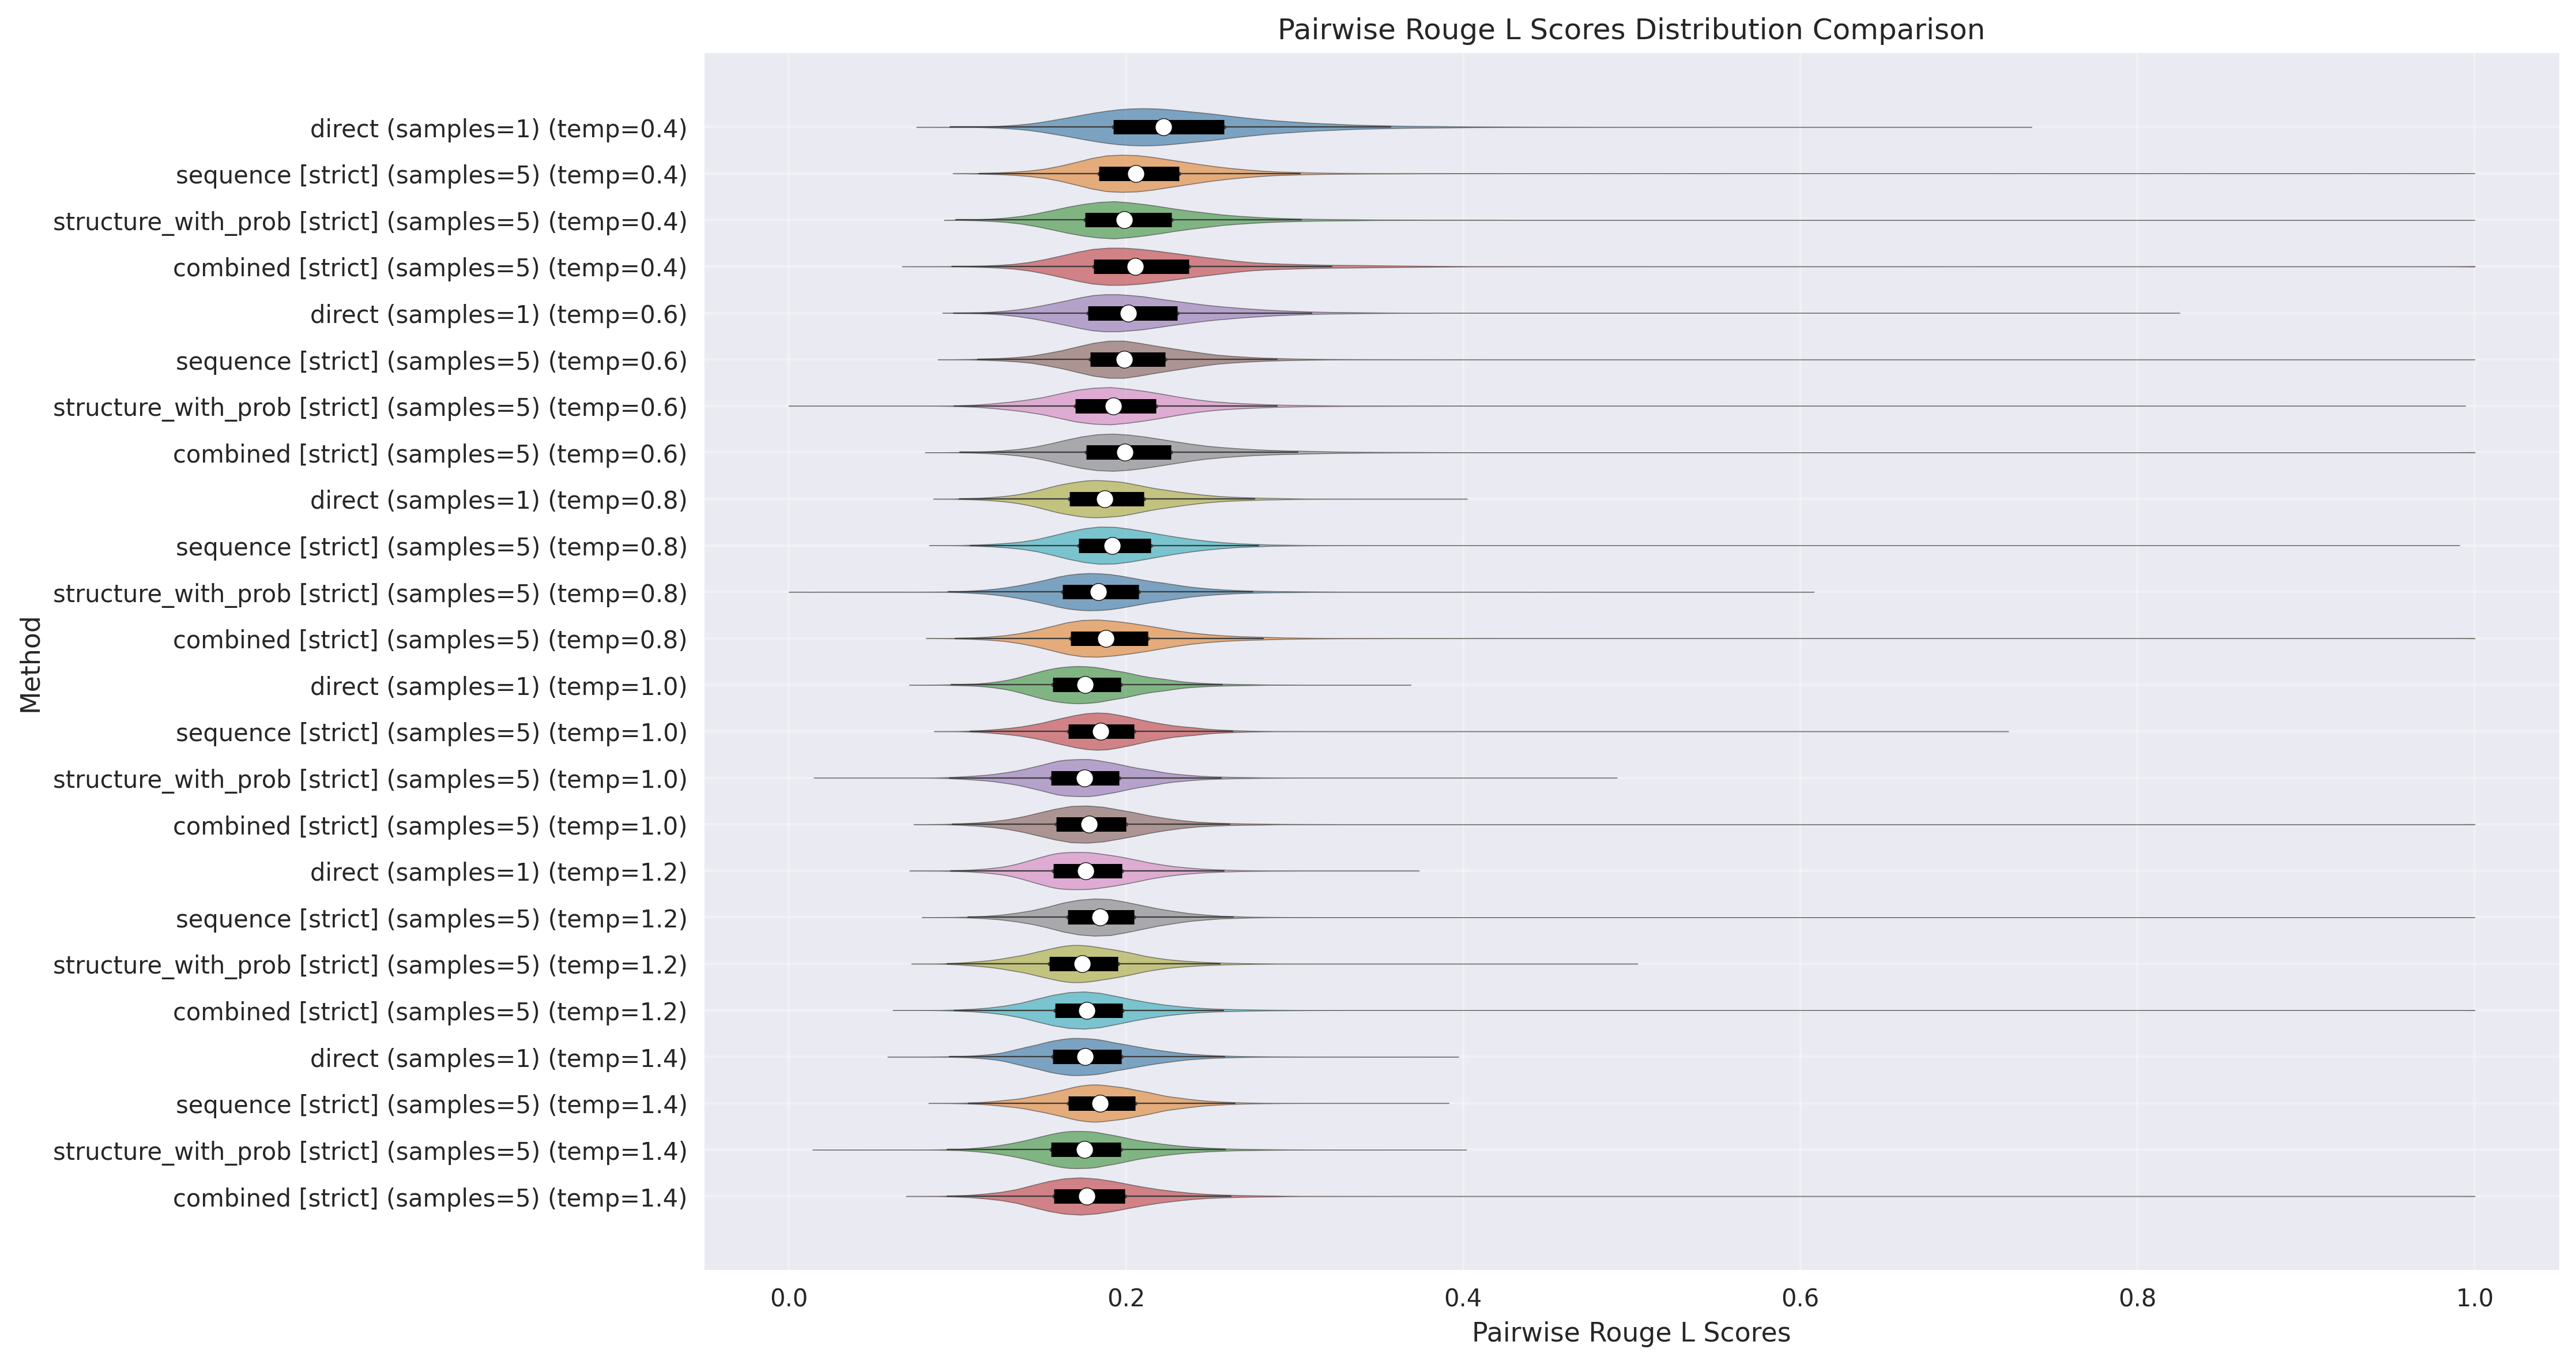 Pairwise Rouge L Scores Distribution Comparison
direct (samples=1) (temp=0.4)
sequence [strict] (samples=5) (temp=0.4)
structure_with_prob [strict] (samples=5) (temp=0.4)
combined [strict] (samples=5) (temp=0.4)
direct (samples=1) (temp=0.6)
sequence [strict] (samples=5) (temp=0.6)
structure_with_prob [strict] (samples=5) (temp=0.6)
combined [strict] (samples=5) (temp=0.6)
direct (samples=1) (temp=0.8)
sequence [strict] (samples=5) (temp=0.8)
structure_with_prob [strict] (samples=5) (temp=0.8)
combined [strict] (samples=5) (temp=0.8)
direct (samples=1) (temp=1.0)
sequence [strict] (samples=5) (temp=1.0)
structure_with_prob [strict] (samples=5) (temp=1.0)
combined [strict] (samples=5) (temp=1.0)
direct (samples=1) (temp=1.2)
sequence [strict] (samples=5) (temp=1.2)
structure_with_prob [strict] (samples=5) (temp=1.2)
combined [strict] (samples=5) (temp=1.2)
direct (samples=1) (temp=1.4)
sequence [strict] (samples=5) (temp=1.4)
structure_with_prob [strict] (samples=5) (temp=1.4)
combined [strict] (samples=5) (temp=1.4)
Method
0.0 0.2 0.4 0.6 0.8 1.0
Pairwise Rouge L Scores